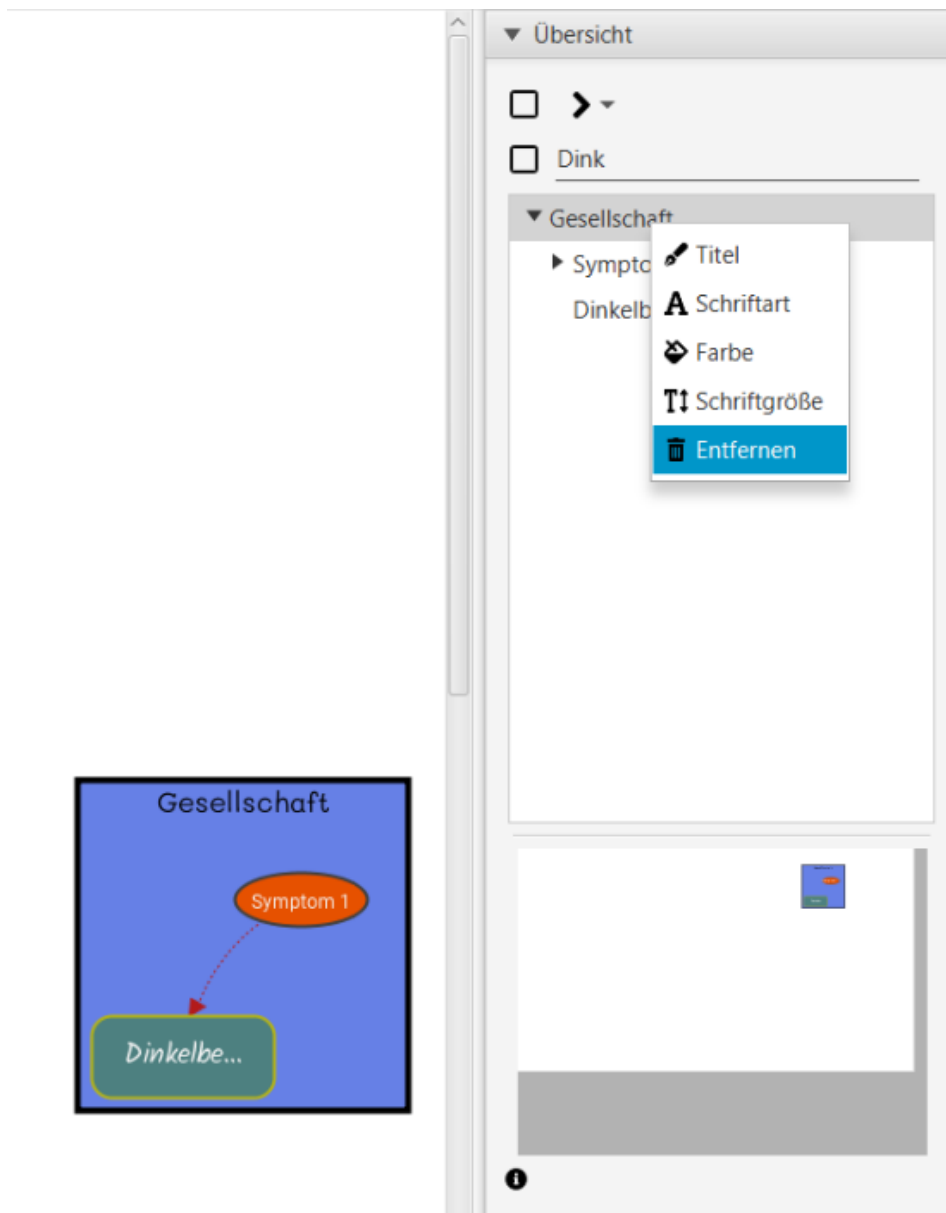 Übersicht
Dink
Gesellschaft
Sympto
Dinkelb
Titel
Schriftart
Farbe
Schriftgröße
Entfernen
Gesellschaft
Symptom 1
Dinkelbe...